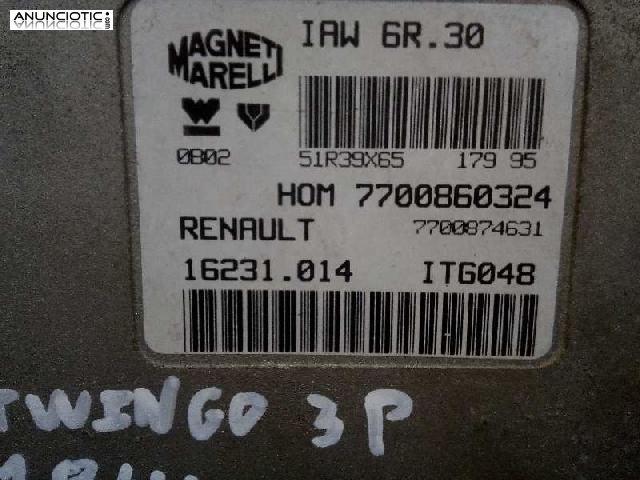 ANUNCIOTIC.com
MAGNETI MARELLI
IAW 6R.30
0B02
51R39X65 179 95
HOM 7700860324
RENAULT 7700874631
16231.014 ITG048
TWINGO 3P